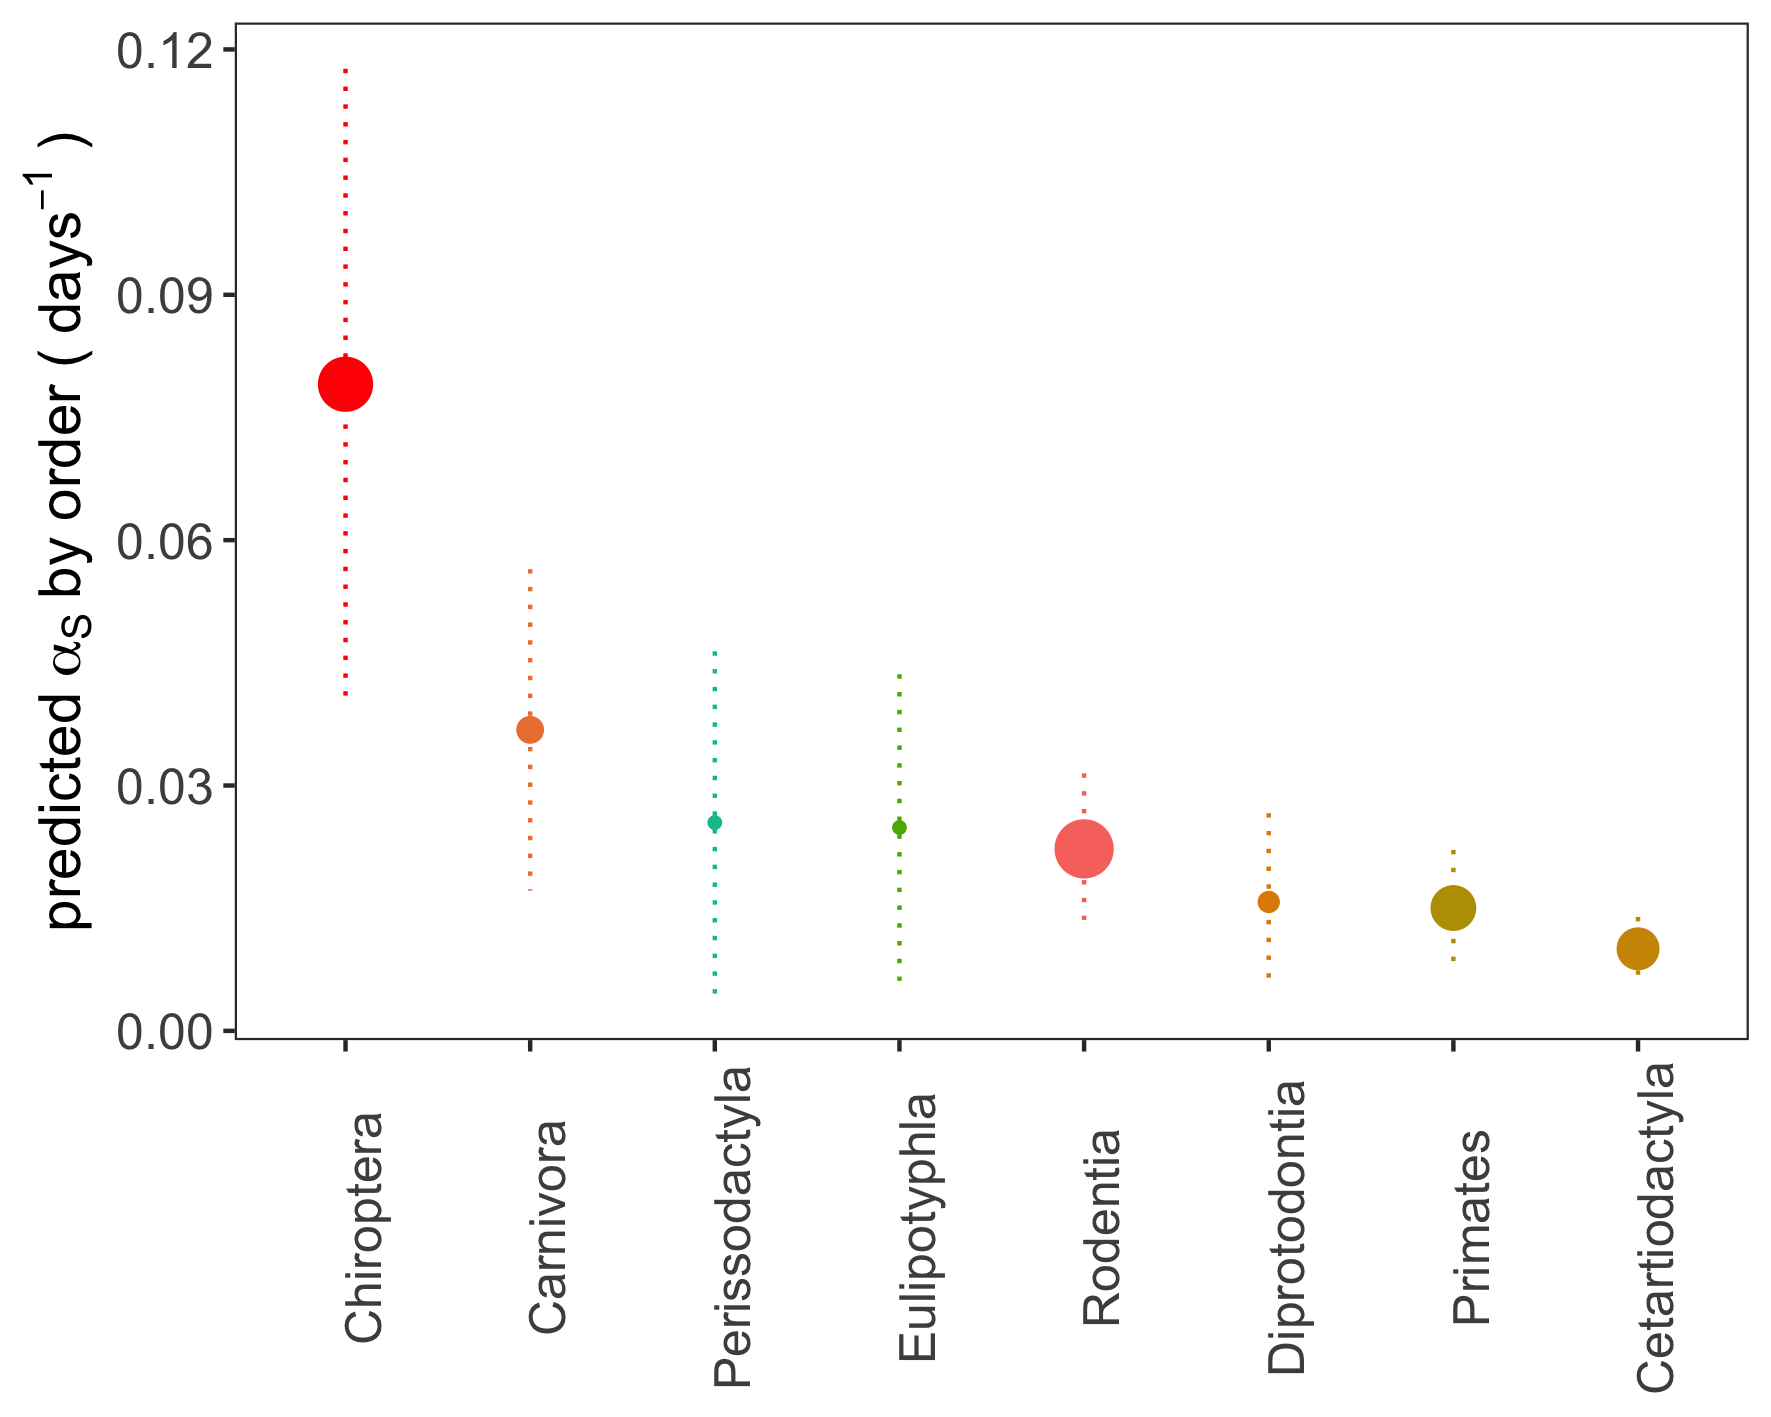 predicted αS by order ( days−1 )
0.12
0.09
0.06
0.03
0.00
Chiroptera
Carnivora
Perissodactyla
Eulipotyphla
Rodentia
Diprotodontia
Primates
Cetartiodactyla